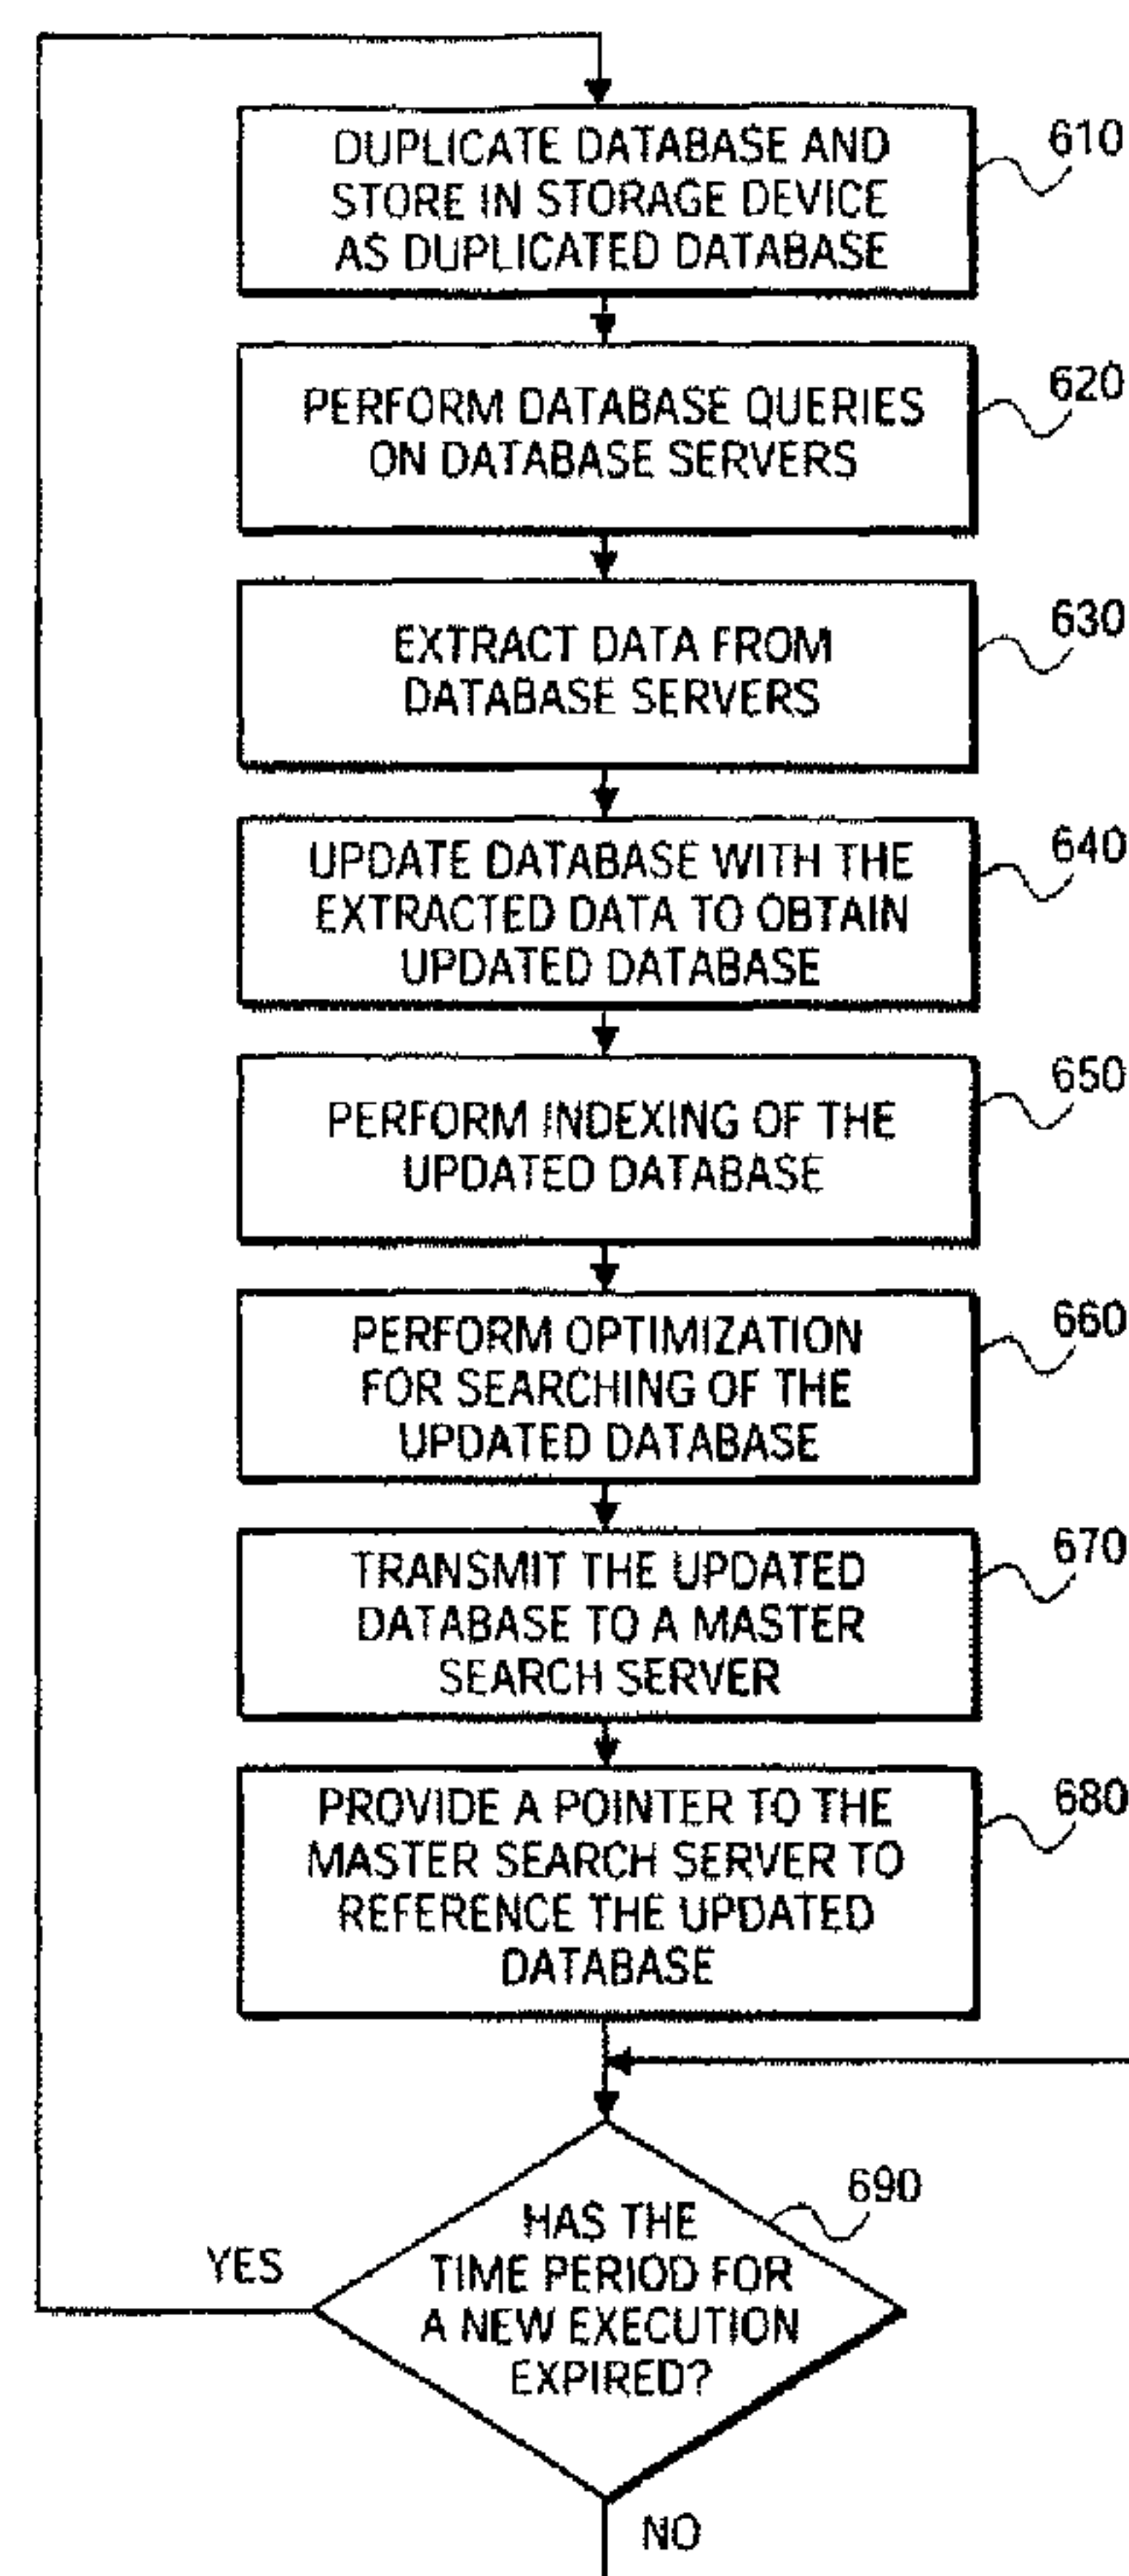 DUPLICATE DATABASE AND
STORE IN STORAGE DEVICE
AS DUPLICATED DATABASE
610
PERFORM DATABASE QUERIES
ON DATABASE SERVERS
620
EXTRACT DATA FROM
DATABASE SERVERS
630
UPDATE DATABASE WITH THE
EXTRACTED DATA TO OBTAIN
UPDATED DATABASE
640
PERFORM INDEXING OF THE
UPDATED DATABASE
650
PERFORM OPTIMIZATION
FOR SEARCHING OF THE
UPDATED DATABASE
660
TRANSMIT THE UPDATED
DATABASE TO A MASTER
SEARCH SERVER
670
PROVIDE A POINTER TO THE
MASTER SEARCH SERVER TO
REFERENCE THE UPDATED
DATABASE
680
HAS THE
TIME PERIOD FOR
A NEW EXECUTION
EXPIRED?
690
YES
NO